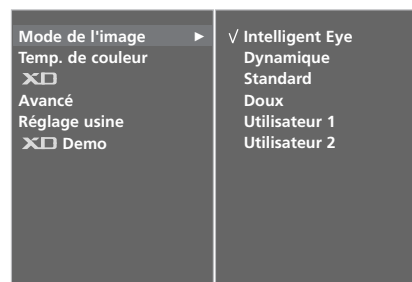 Mode de l'image ►
Temp. de couleur
XD
Avancé
Réglage usine
XD Demo
√ Intelligent Eye
Dynamique
Standard
Doux
Utilisateur 1
Utilisateur 2